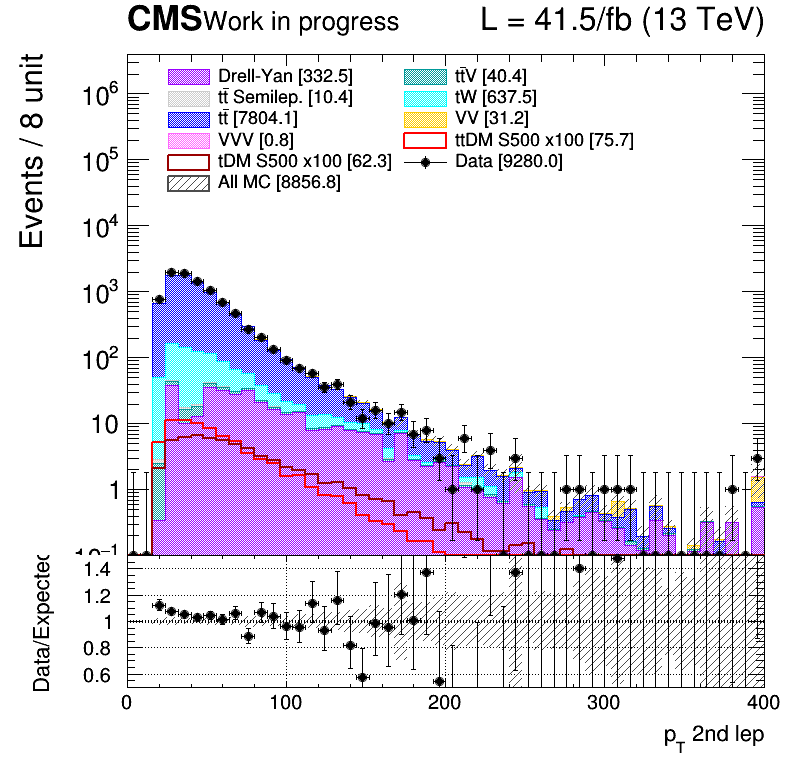 CMS Work in progress L = 41.5/fb (13 TeV)
Drell-Yan [332.5] tt̄V [40.4]
tt̄ Semilep. [10.4] tW [637.5]
tt̄ [7804.1] VV [31.2]
VVV [0.8] ttDM S500 x100 [75.7]
tDM S500 x100 [62.3] Data [9280.0]
All MC [8856.8]
Events / 8 unit
10⁶
10⁵
10⁴
10³
10²
10
1
10⁻¹
Data/Expected
1.4
1.2
1
0.8
0.6
0 100 200 300 400
p_T 2nd lep